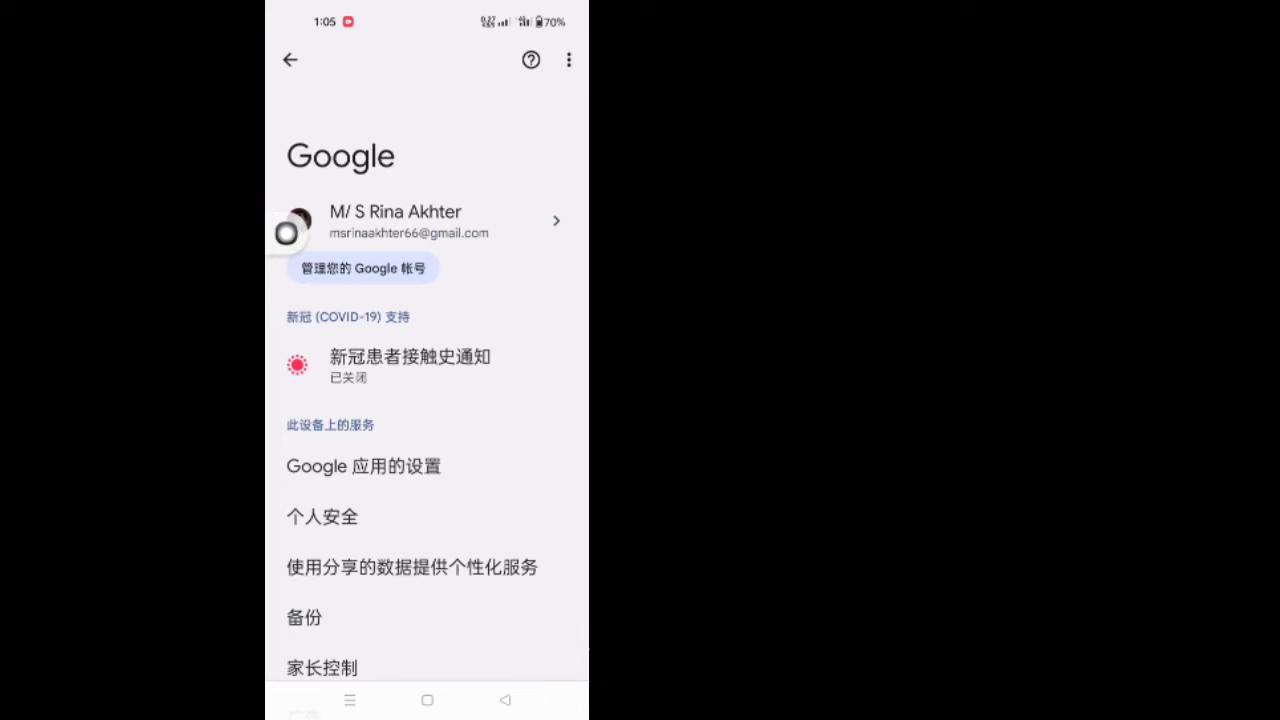 1:05
70%
Google
M/ S Rina Akhter
msrinaakhter66@gmail.com
管理您的 Google 帐号
新冠 (COVID-19) 支持
新冠患者接触史通知
已关闭
此设备上的服务
Google 应用的设置
个人安全
使用分享的数据提供个性化服务
备份
家长控制